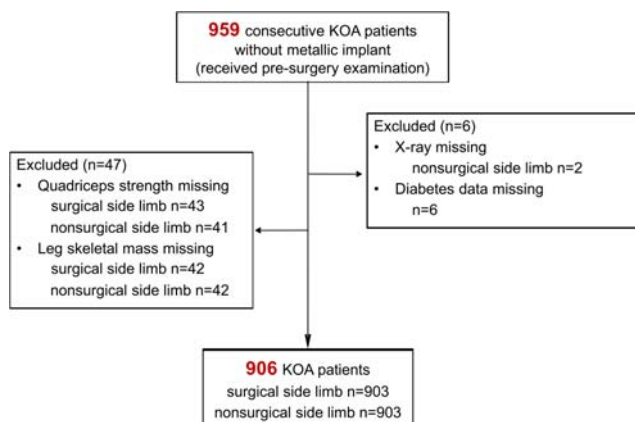 959 consecutive KOA patients
without metallic implant
(received pre-surgery examination)
Excluded (n=6)
• X-ray missing
nonsurgical side limb n=2
• Diabetes data missing
n=6
Excluded (n=47)
• Quadriceps strength missing
surgical side limb n=43
nonsurgical side limb n=41
• Leg skeletal mass missing
surgical side limb n=42
nonsurgical side limb n=42
906 KOA patients
surgical side limb n=903
nonsurgical side limb n=903